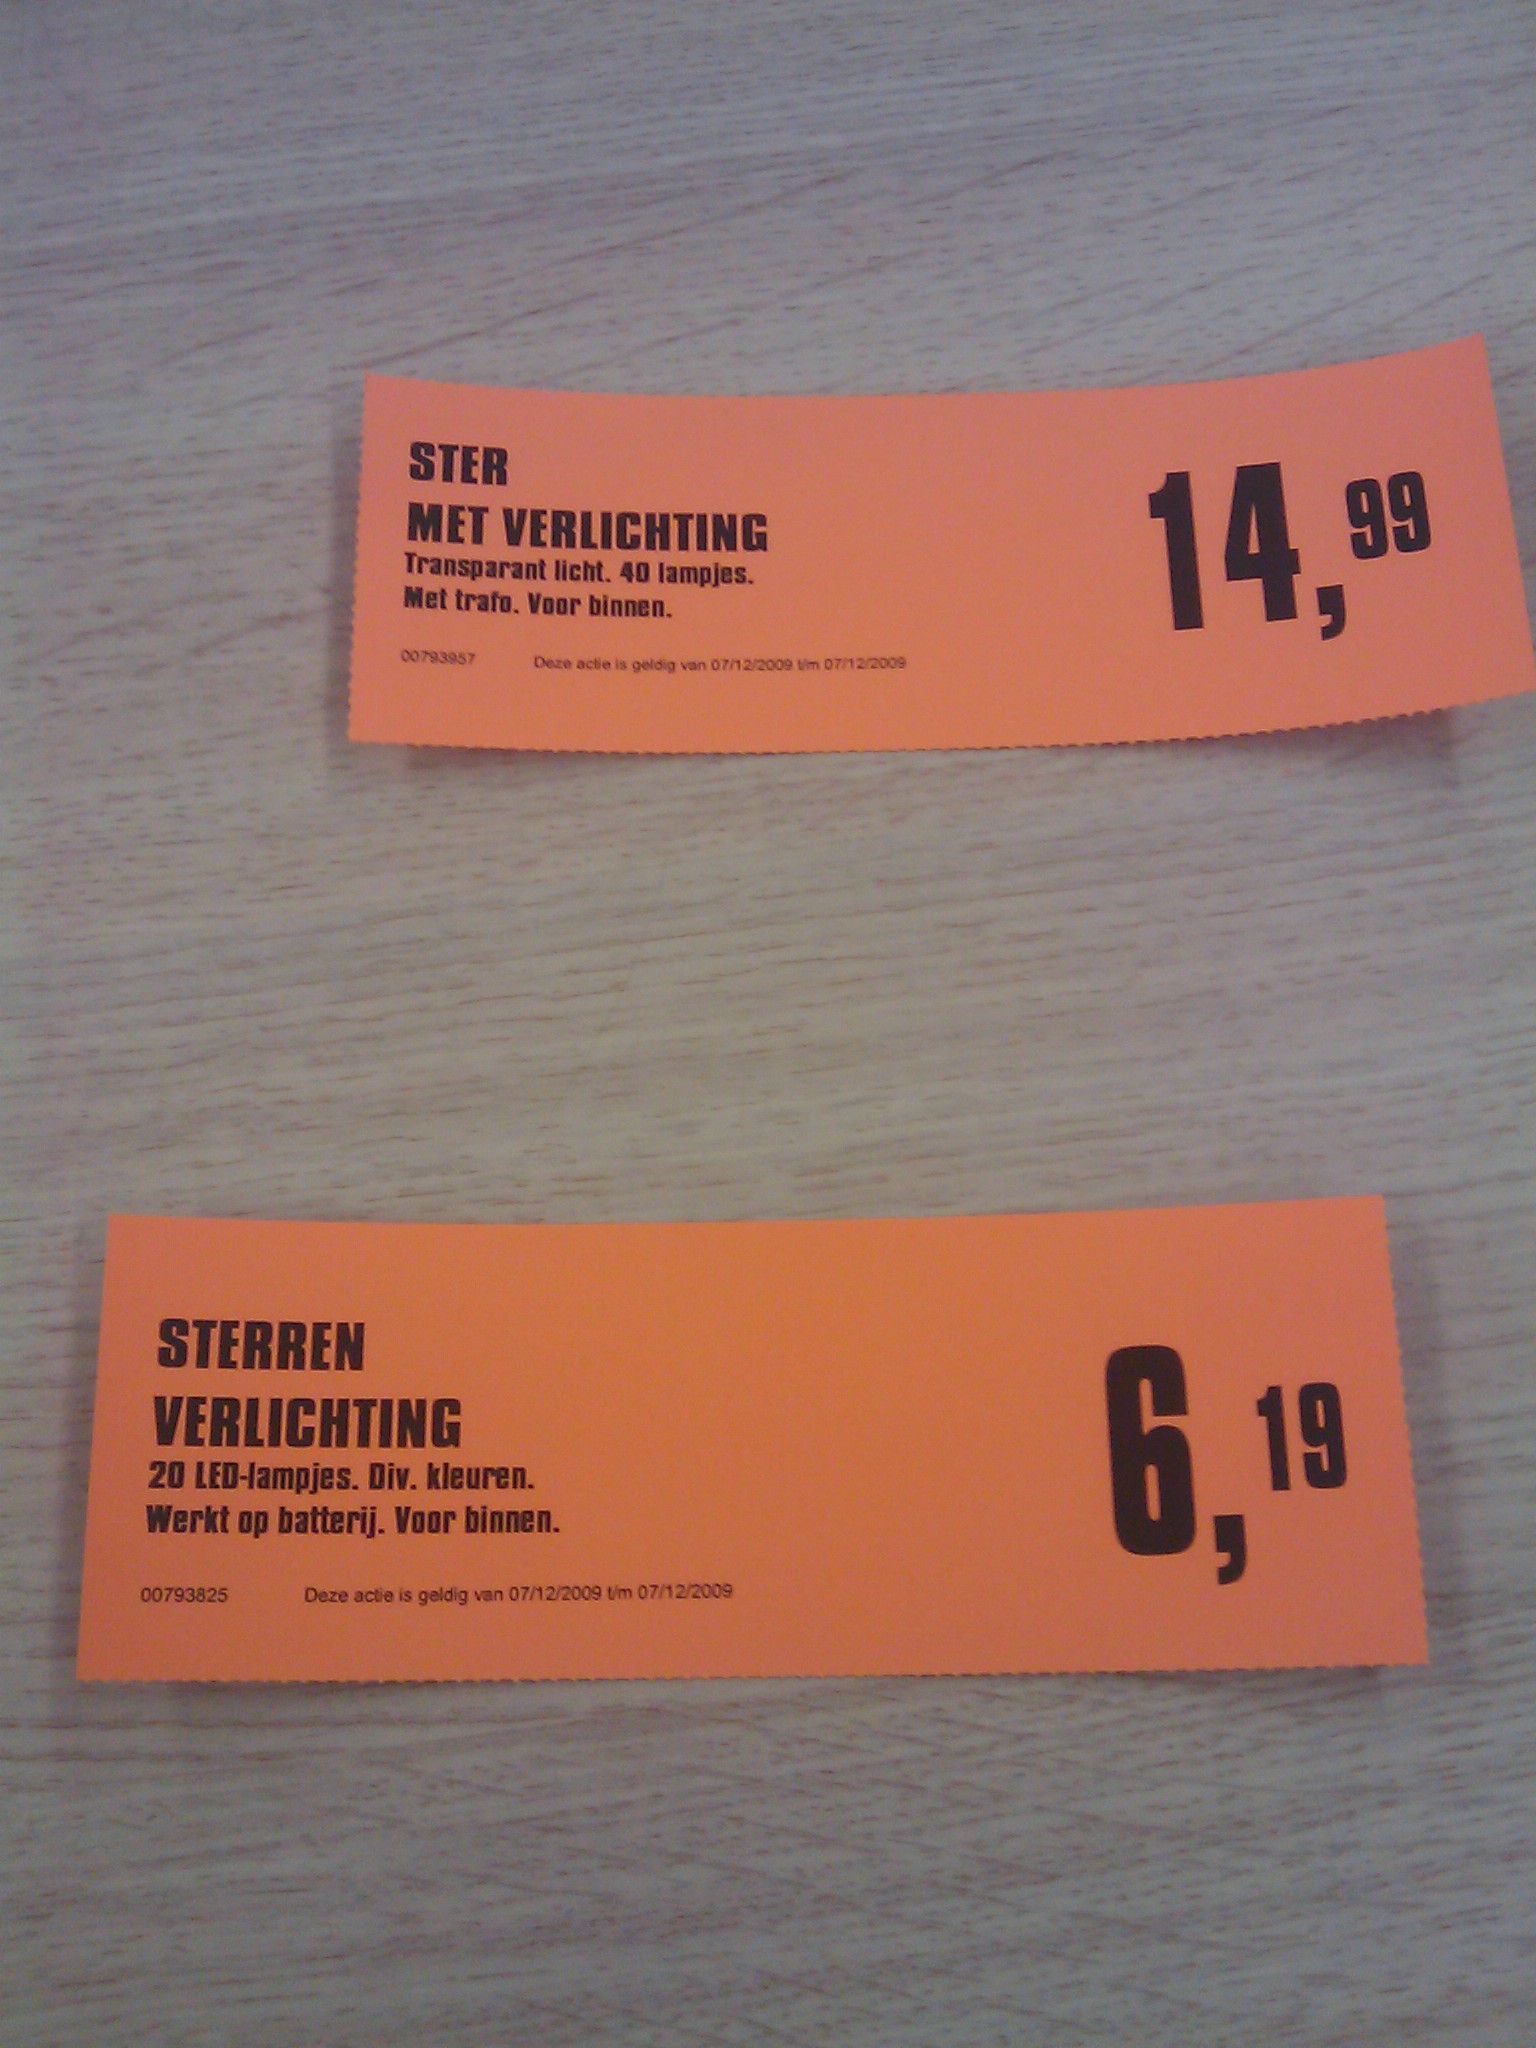 STER
MET VERLICHTING
Transparant licht. 40 lampjes.
Met trafo. Voor binnen.
00793957 Deze actie is geldig van 07/12/2009 t/m 07/12/2009
14,99
STERREN
VERLICHTING
20 LED-lampjes. Div. kleuren.
Werkt op batterij. Voor binnen.
00793825 Deze actie is geldig van 07/12/2009 t/m 07/12/2009
6,19